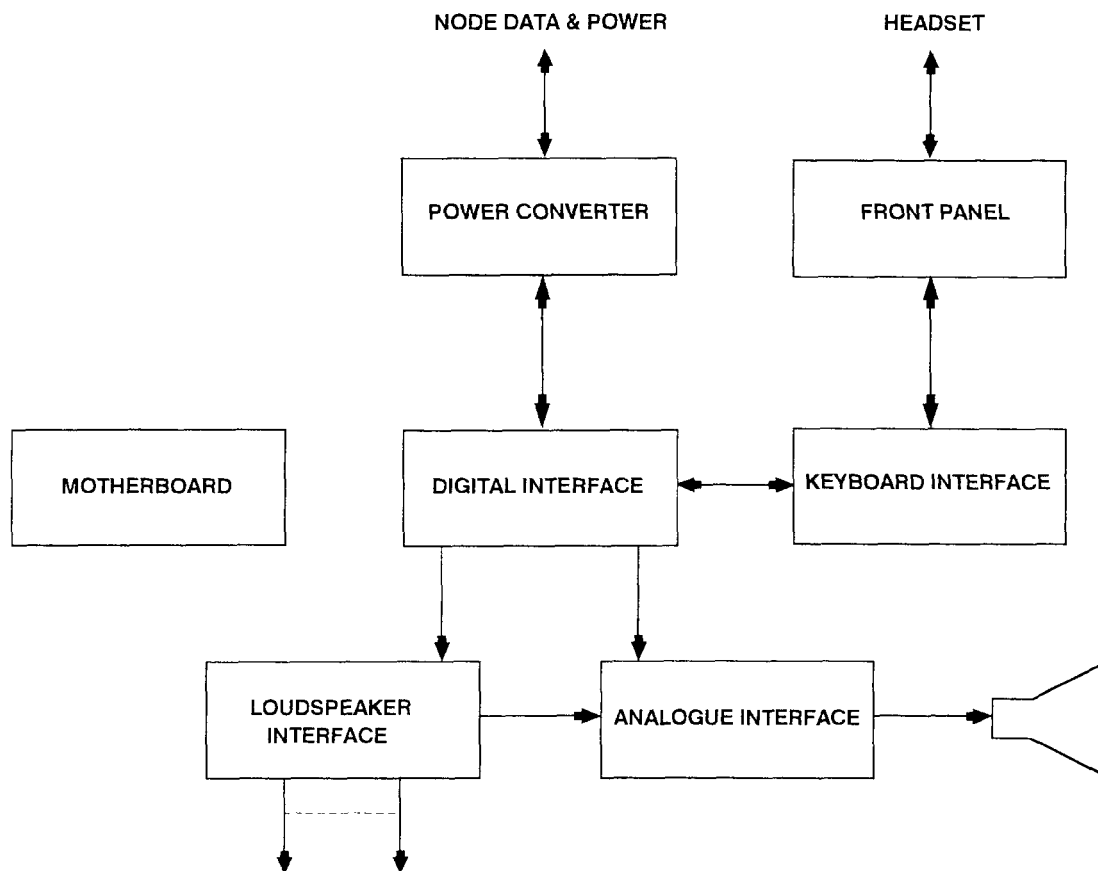 NODE DATA & POWER
HEADSET
POWER CONVERTER
FRONT PANEL
MOTHERBOARD
DIGITAL INTERFACE
KEYBOARD INTERFACE
LOUDSPEAKER
INTERFACE
ANALOGUE INTERFACE